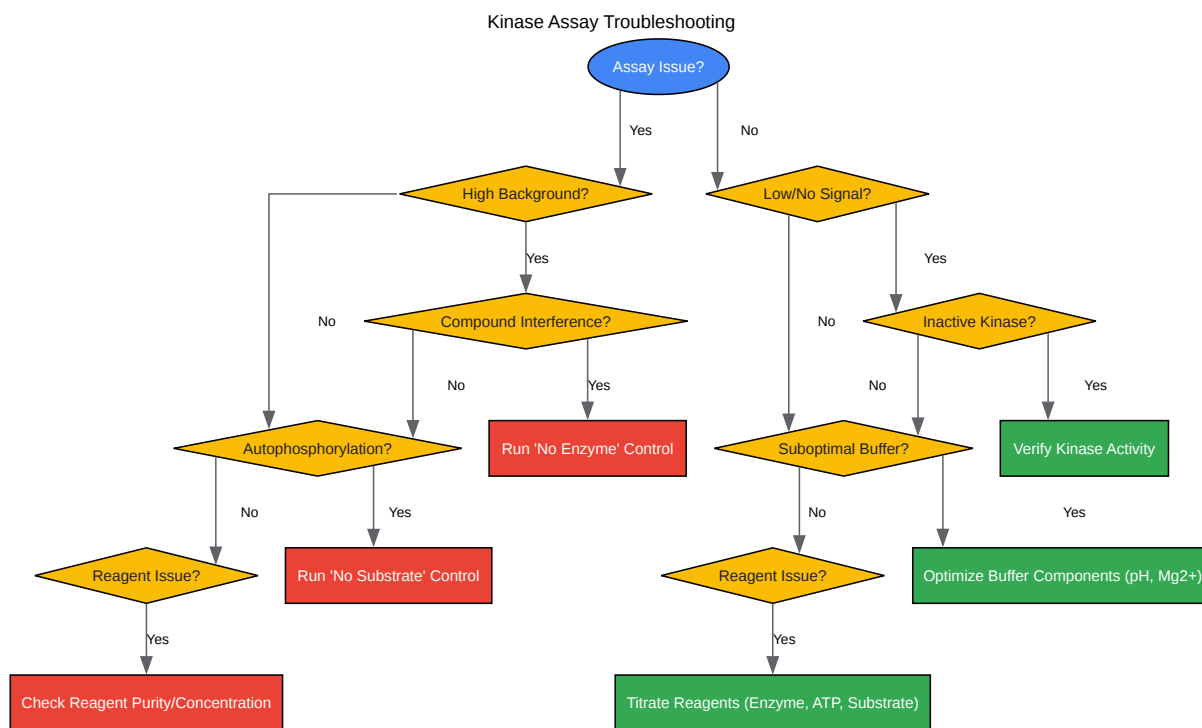 Kinase Assay Troubleshooting
Assay Issue?
Yes
No
High Background?
Low/No Signal?
Yes
Yes
No
Compound Interference?
No
Inactive Kinase?
No
Yes
No
Yes
Autophosphorylation?
Run 'No Enzyme' Control
Suboptimal Buffer?
Verify Kinase Activity
No
Yes
No
Yes
Reagent Issue?
Run 'No Substrate' Control
Reagent Issue?
Optimize Buffer Components (pH, Mg2+)
Yes
Yes
Check Reagent Purity/Concentration
Titrate Reagents (Enzyme, ATP, Substrate)